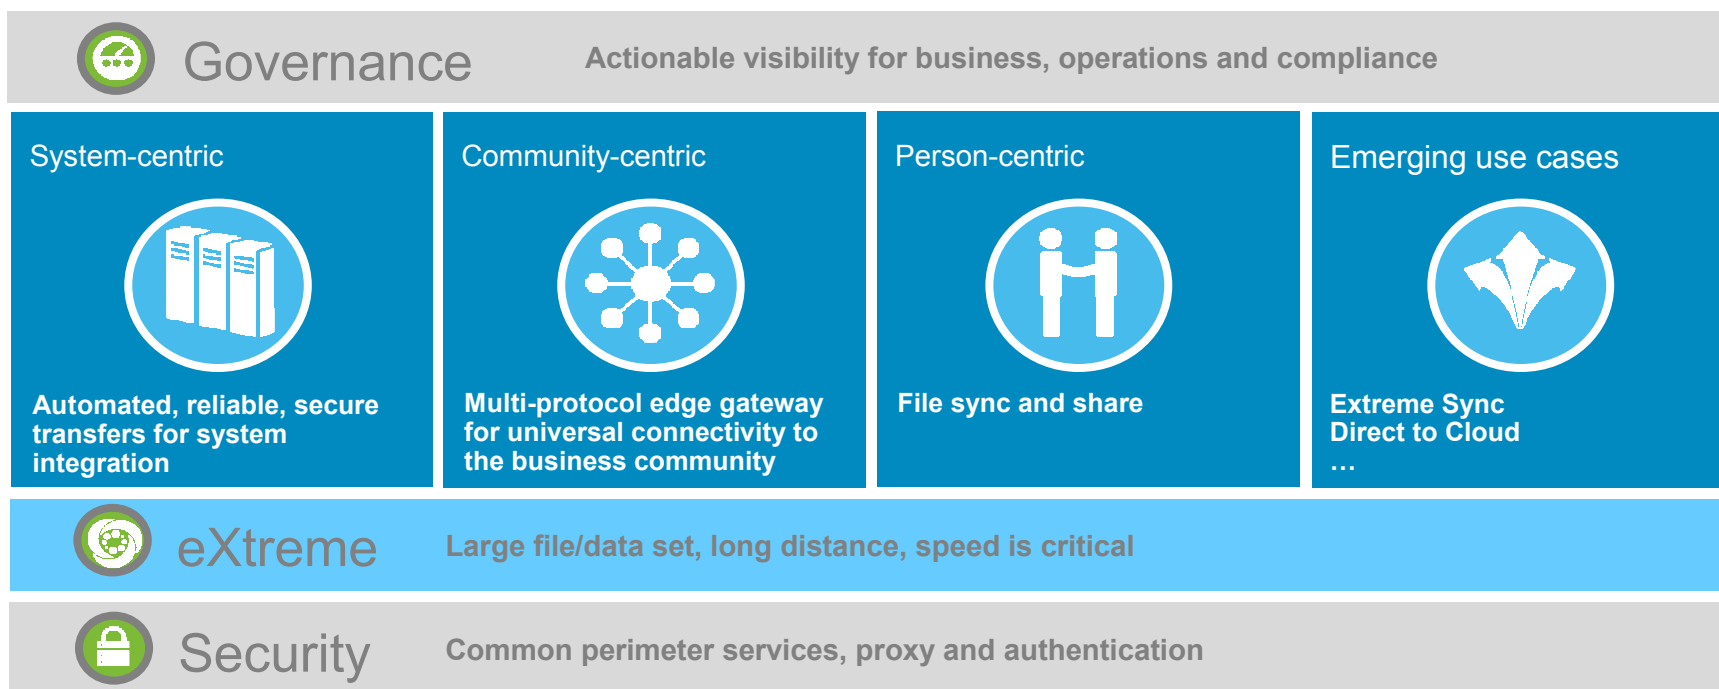 Governance
Actionable visibility for business, operations and compliance
System-centric
Automated, reliable, secure
transfers for system
integration
Community-centric
Multi-protocol edge gateway
for universal connectivity to
the business community
Person-centric
File sync and share
Emerging use cases
Extreme Sync
Direct to Cloud
…
eXtreme
Large file/data set, long distance, speed is critical
Security
Common perimeter services, proxy and authentication